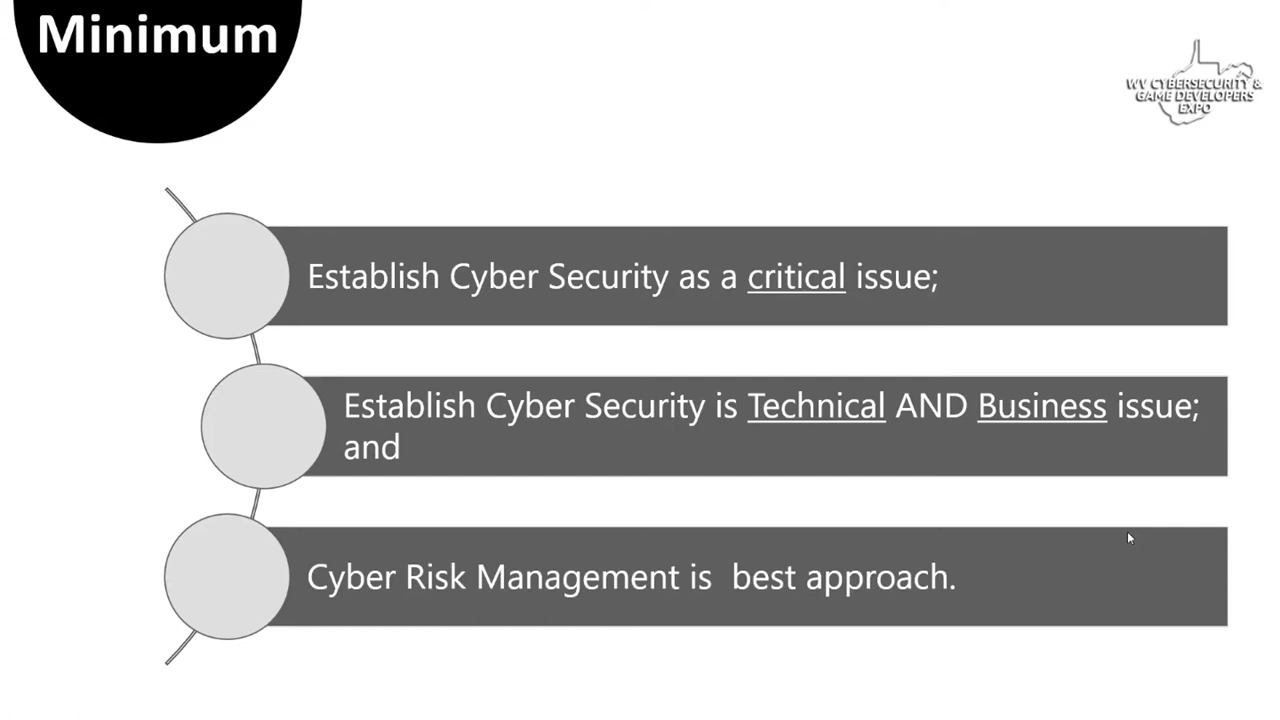 Minimum
WV CYBERSECURITY &
GAME DEVELOPERS
EXPO
Establish Cyber Security as a critical issue;
Establish Cyber Security is Technical AND Business issue;
and
Cyber Risk Management is  best approach.